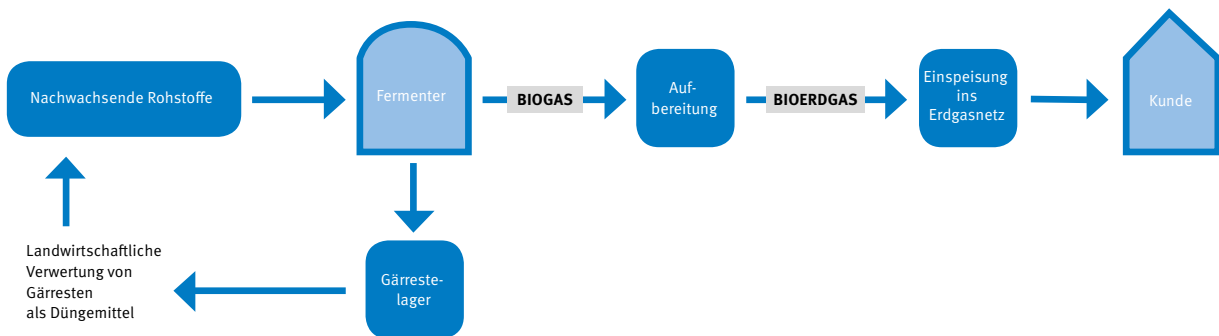 Nachwachsende Rohstoffe
Fermenter
BIOGAS
Auf-
bereitung
BIOERDGAS
Einspeisung
ins
Erdgasnetz
Kunde
Landwirtschaftliche
Verwertung von
Gärresten
als Düngemittel
Gärreste-
lager